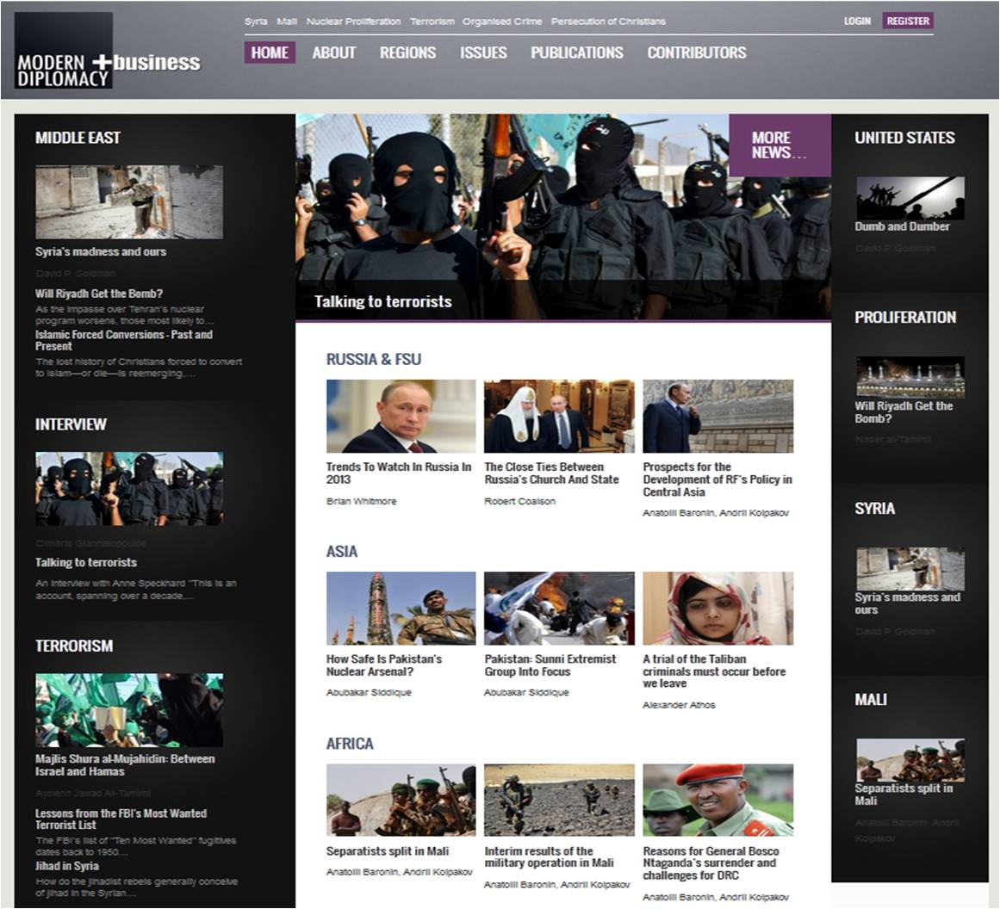 Syria Mali Nuclear Proliferation Terrorism Organised Crime Persecution of Christians
LOGIN REGISTER
MODERN +business
DIPLOMACY
HOME ABOUT REGIONS ISSUES PUBLICATIONS CONTRIBUTORS
MIDDLE EAST
Syria's madness and ours
David P. Goldman
Will Riyadh Get the Bomb?
As the impasse over Tehran's nuclear
program worsens, those most likely to…
Islamic Forced Conversions - Past and
Present
The lost history of Christians forced to convert
to Islam—or die—is reemerging,…
INTERVIEW
Dimitris Giannakopoulos
Talking to terrorists
An Interview with Anne Speckhard "This is an
account, spanning over a decade,…
TERRORISM
Majlis Shura al-Mujahidin: Between
Israel and Hamas
Aymenn Jawad Al-Tamimi
Lessons from the FBI's Most Wanted
Terrorist List
The FBI's list of "Ten Most Wanted" fugitives
dates back to 1950…
Jihad in Syria
How do the jihadist rebels generally conceive
of jihad in the Syrian…
MORE
NEWS…
Talking to terrorists
RUSSIA & FSU
Trends To Watch In Russia In
2013
Brian Whitmore
The Close Ties Between
Russia's Church And State
Robert Coalson
Prospects for the
Development of RF's Policy in
Central Asia
Anatolii Baronin, Andrii Kolpakov
ASIA
How Safe Is Pakistan's
Nuclear Arsenal?
Abubakar Siddique
Pakistan: Sunni Extremist
Group Into Focus
Abubakar Siddique
A trial of the Taliban
criminals must occur before
we leave
Alexander Athos
AFRICA
Separatists split in Mali
Anatolii Baronin, Andrii Kolpakov
Interim results of the
military operation in Mali
Anatolii Baronin, Andrii Kolpakov
Reasons for General Bosco
Ntaganda's surrender and
challenges for DRC
Anatolii Baronin, Andrii Kolpakov
UNITED STATES
Dumb and Dumber
David P. Goldman
PROLIFERATION
Will Riyadh Get the
Bomb?
Naser al-Tamimi
SYRIA
Syria's madness and
ours
David P. Goldman
MALI
Separatists split in
Mali
Anatolii Baronin, Andrii
Kolpakov